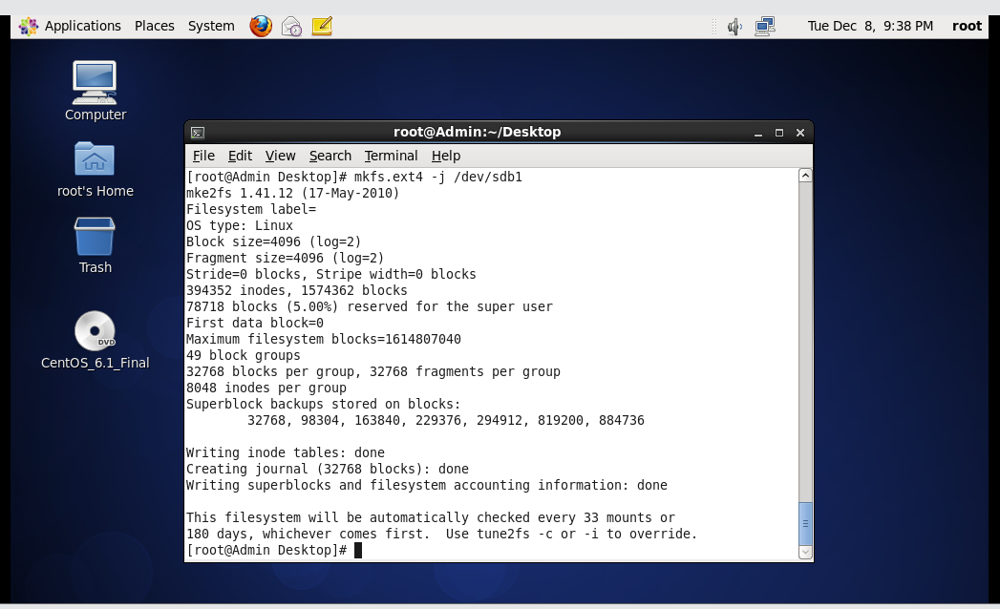 Applications Places System Tue Dec 8, 9:38 PM root
Computer
root's Home
Trash
DVD
CentOS_6.1_Final
root@Admin:~/Desktop
File Edit View Search Terminal Help
[root@Admin Desktop]# mkfs.ext4 -j /dev/sdb1
mke2fs 1.41.12 (17-May-2010)
Filesystem label=
OS type: Linux
Block size=4096 (log=2)
Fragment size=4096 (log=2)
Stride=0 blocks, Stripe width=0 blocks
394352 inodes, 1574362 blocks
78718 blocks (5.00%) reserved for the super user
First data block=0
Maximum filesystem blocks=1614807040
49 block groups
32768 blocks per group, 32768 fragments per group
8048 inodes per group
Superblock backups stored on blocks:
        32768, 98304, 163840, 229376, 294912, 819200, 884736
Writing inode tables: done
Creating journal (32768 blocks): done
Writing superblocks and filesystem accounting information: done
This filesystem will be automatically checked every 33 mounts or
180 days, whichever comes first.  Use tune2fs -c or -i to override.
[root@Admin Desktop]#